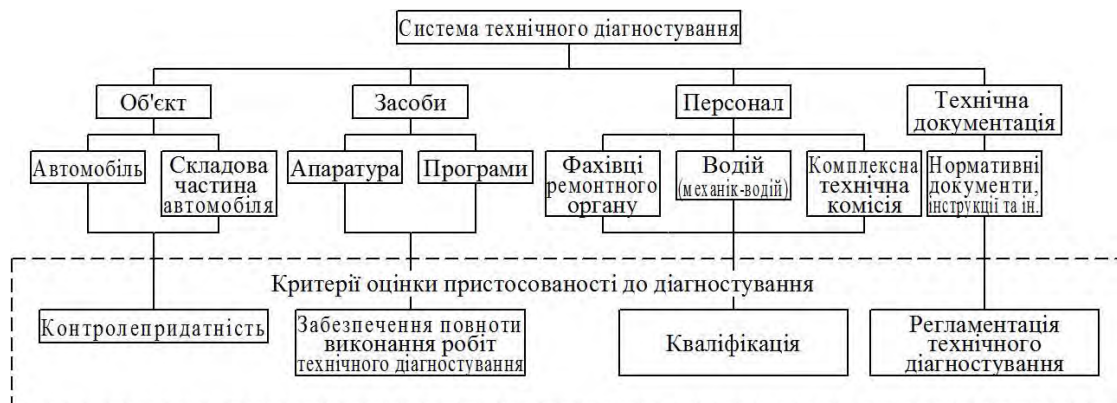 Система технічного діагностування
Об'єкт
Засоби
Персонал
Технічна
документація
Автомобіль
Складова
частина
автомобіля
Апаратура
Програми
Фахівці
ремонтного
органу
Водій
(механік-водій)
Комплексна
технічна
комісія
Нормативні
документи,
інструкції та ін.
Критерії оцінки пристосованості до діагностування
Контролепридатність
Забезпечення повноти
виконання робіт
технічного діагностування
Кваліфікація
Регламентація
технічного
діагностування